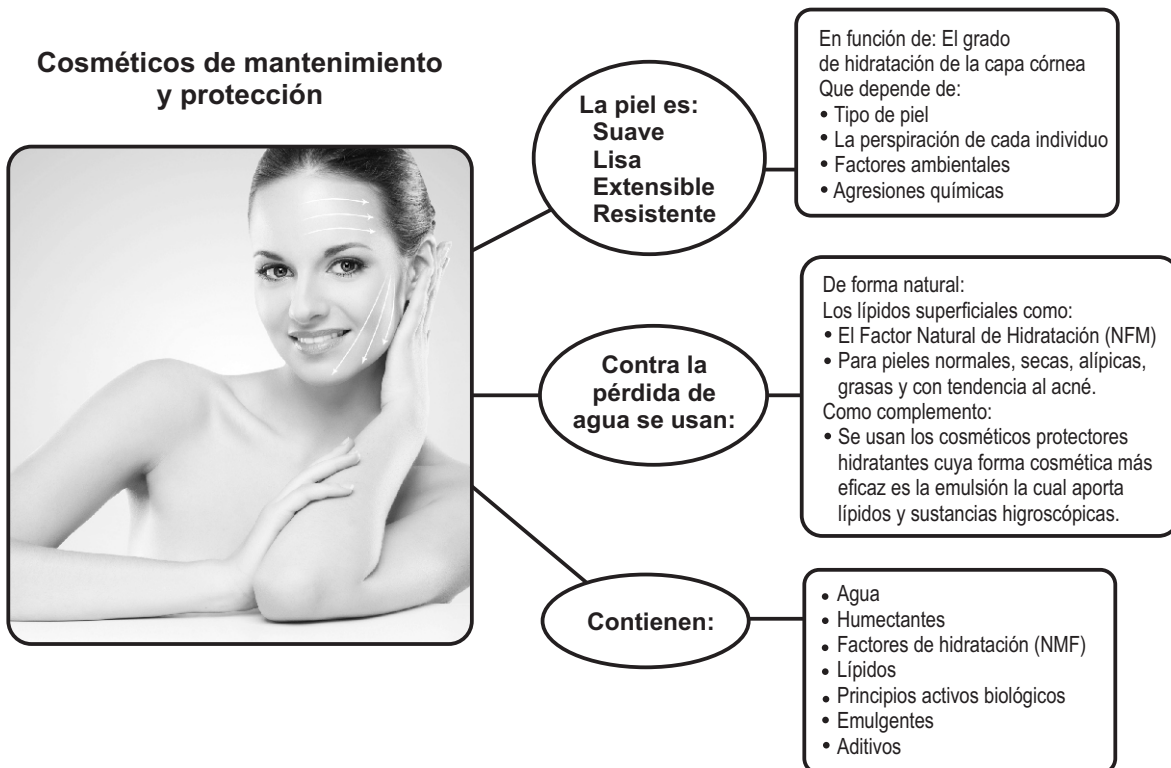 Cosméticos de mantenimiento
y protección
La piel es:
Suave
Lisa
Extensible
Resistente
En función de: El grado
de hidratación de la capa córnea
Que depende de:
• Tipo de piel
• La perspiración de cada individuo
• Factores ambientales
• Agresiones químicas
Contra la
pérdida de
agua se usan:
De forma natural:
Los lípidos superficiales como:
• El Factor Natural de Hidratación (NFM)
• Para pieles normales, secas, alípicas,
grasas y con tendencia al acné.
Como complemento:
• Se usan los cosméticos protectores
hidratantes cuya forma cosmética más
eficaz es la emulsión la cual aporta
lípidos y sustancias higroscópicas.
Contienen:
• Agua
• Humectantes
• Factores de hidratación (NMF)
• Lípidos
• Principios activos biológicos
• Emulgentes
• Aditivos